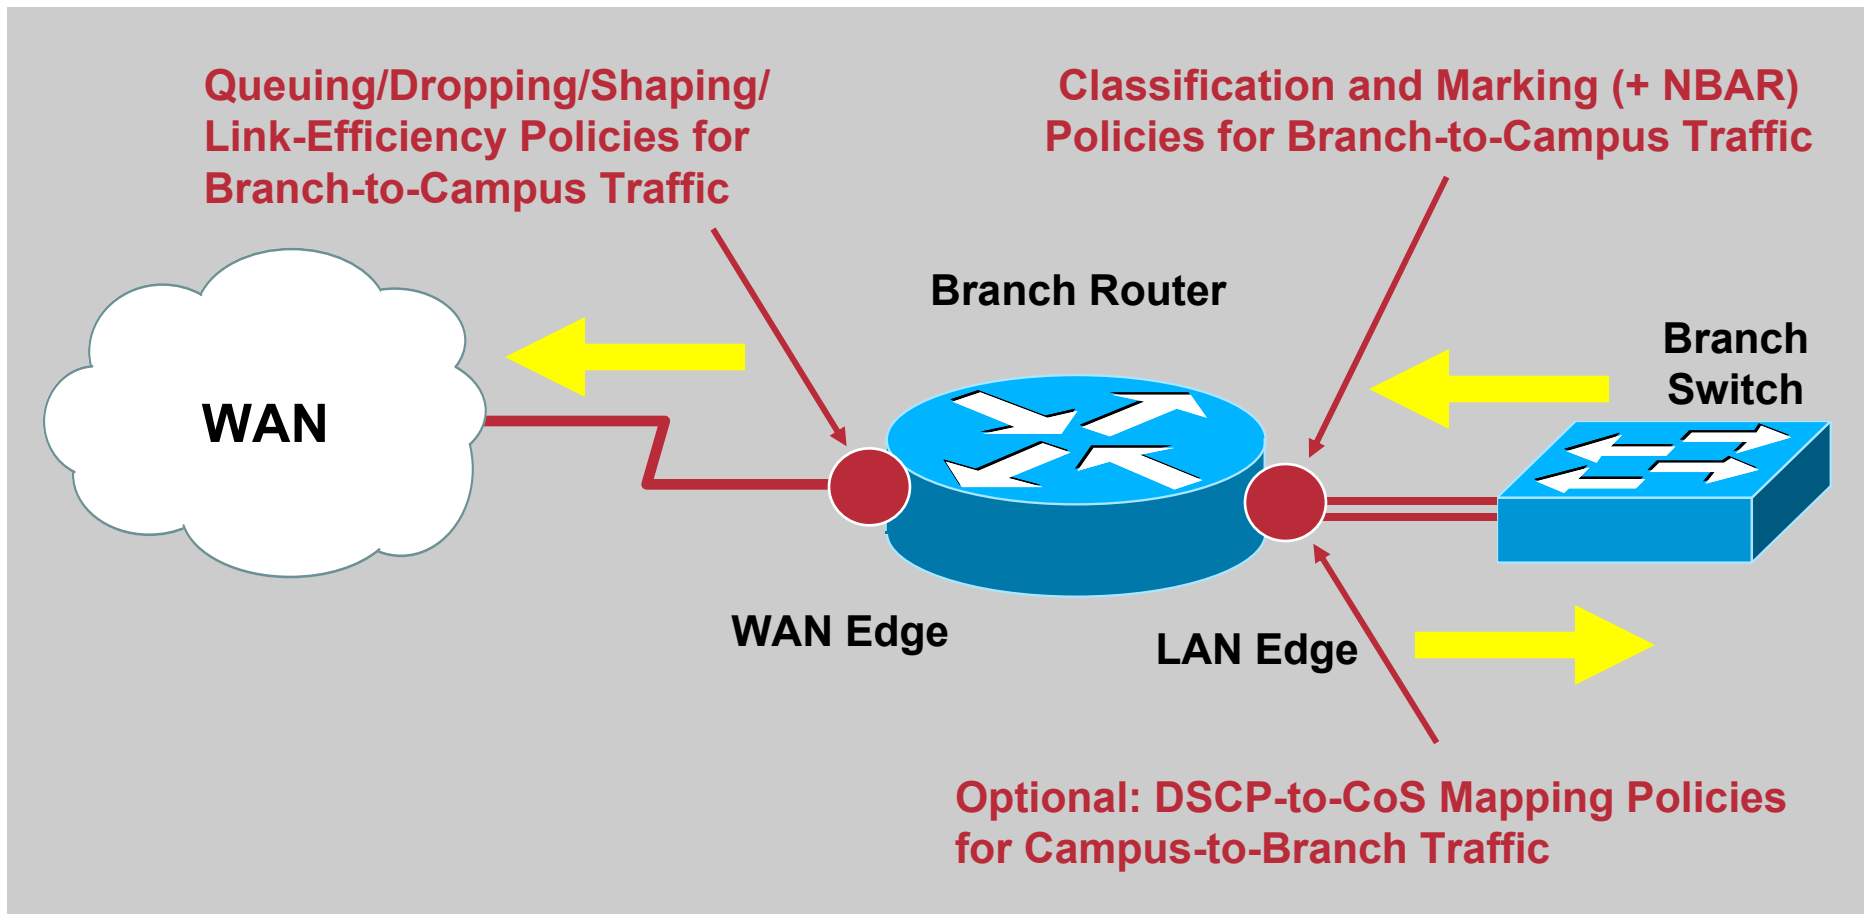 Queuing/Dropping/Shaping/
Link-Efficiency Policies for
Branch-to-Campus Traffic
Classification and Marking (+ NBAR)
Policies for Branch-to-Campus Traffic
Branch Router
Branch
Switch
WAN
WAN Edge
LAN Edge
Optional: DSCP-to-CoS Mapping Policies
for Campus-to-Branch Traffic